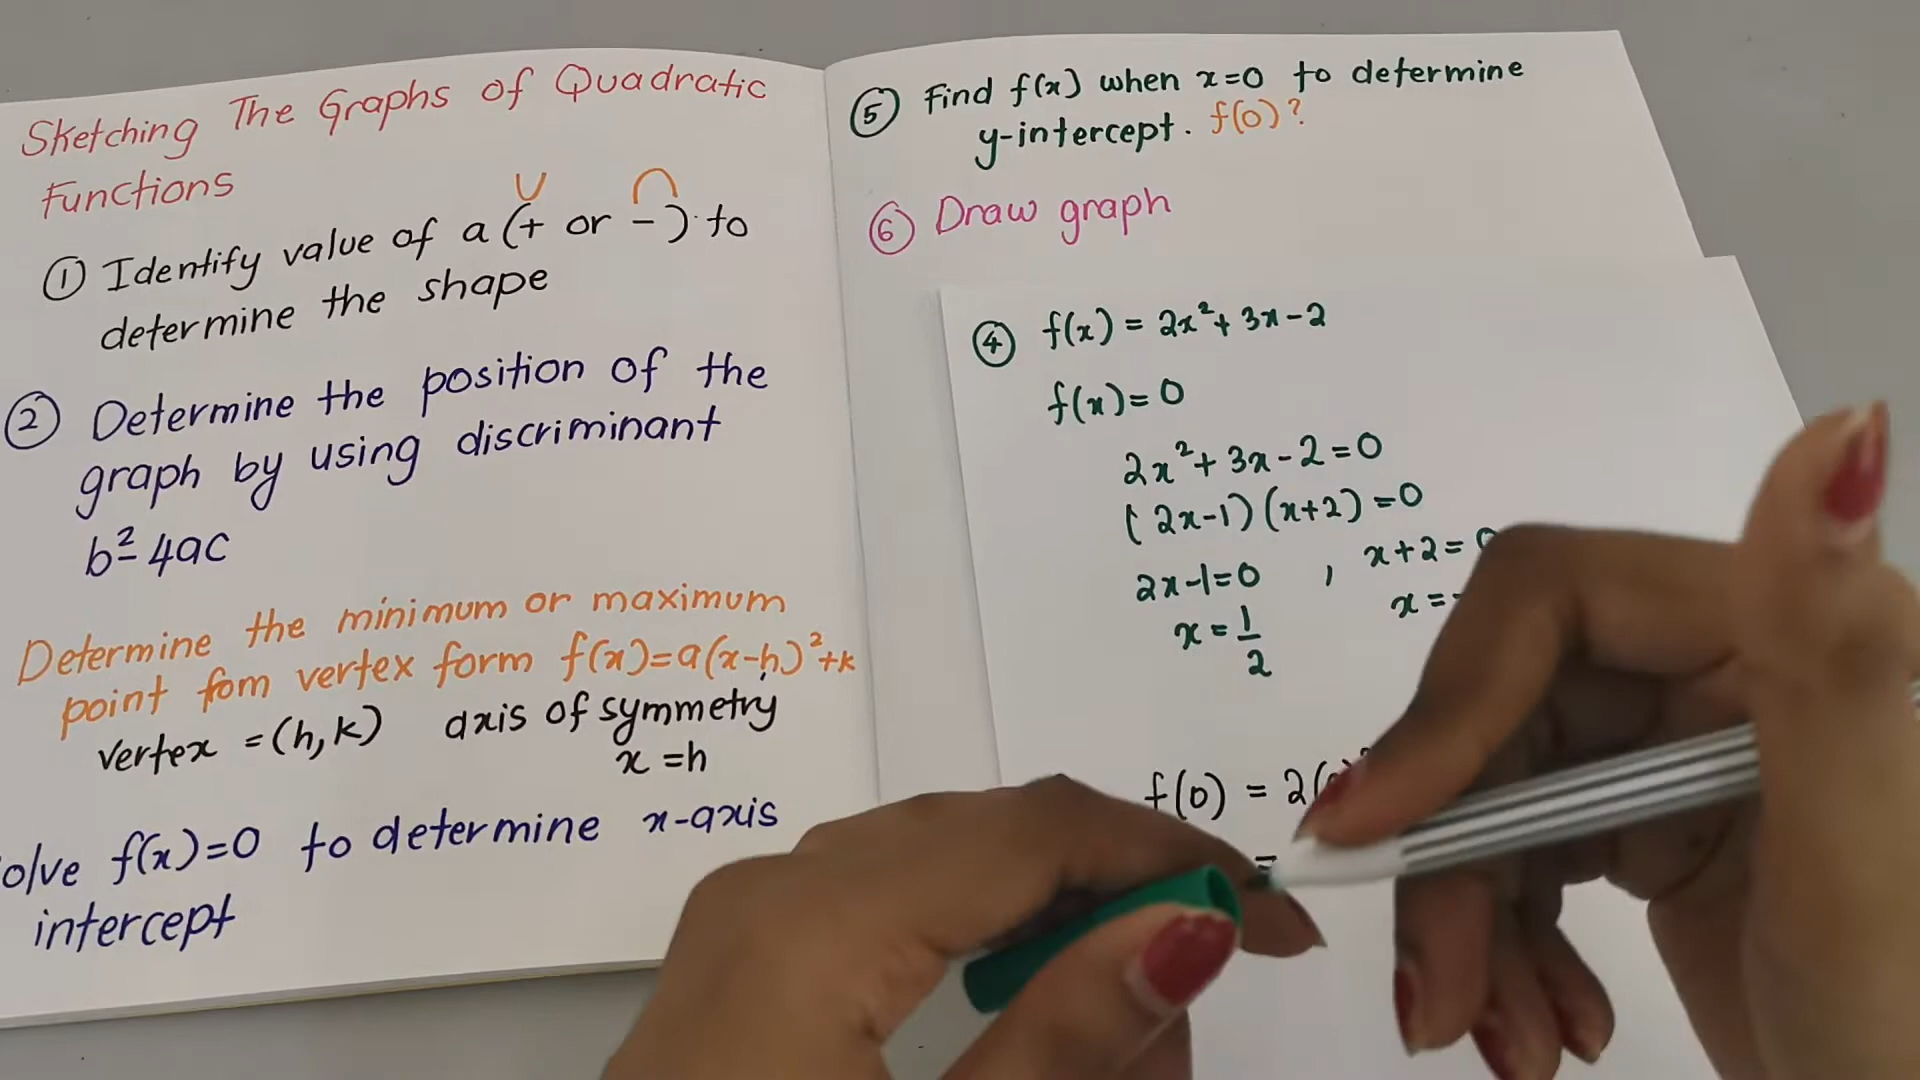 Sketching The Graphs of Quadratic
Functions
① Identify value of a (+ or −) to
determine the shape
② Determine the position of the
graph by using discriminant
b²-4ac
Determine the minimum or maximum
point fom vertex form f(x)=a(x-h)²+k
vertex =(h,k) axis of symmetry
x =h
olve f(x)=0 to determine x-axis
intercept
⑤ Find f(x) when x=0 to determine
y-intercept. f(0)?
⑥ Draw graph
④ f(x) = 2x²+3x-2
f(x)=0
2x²+3x-2=0
(2x-1)(x+2)=0
2x-1=0 , x+2=0
x = 1/2 x =-
f(0) = 2(
=